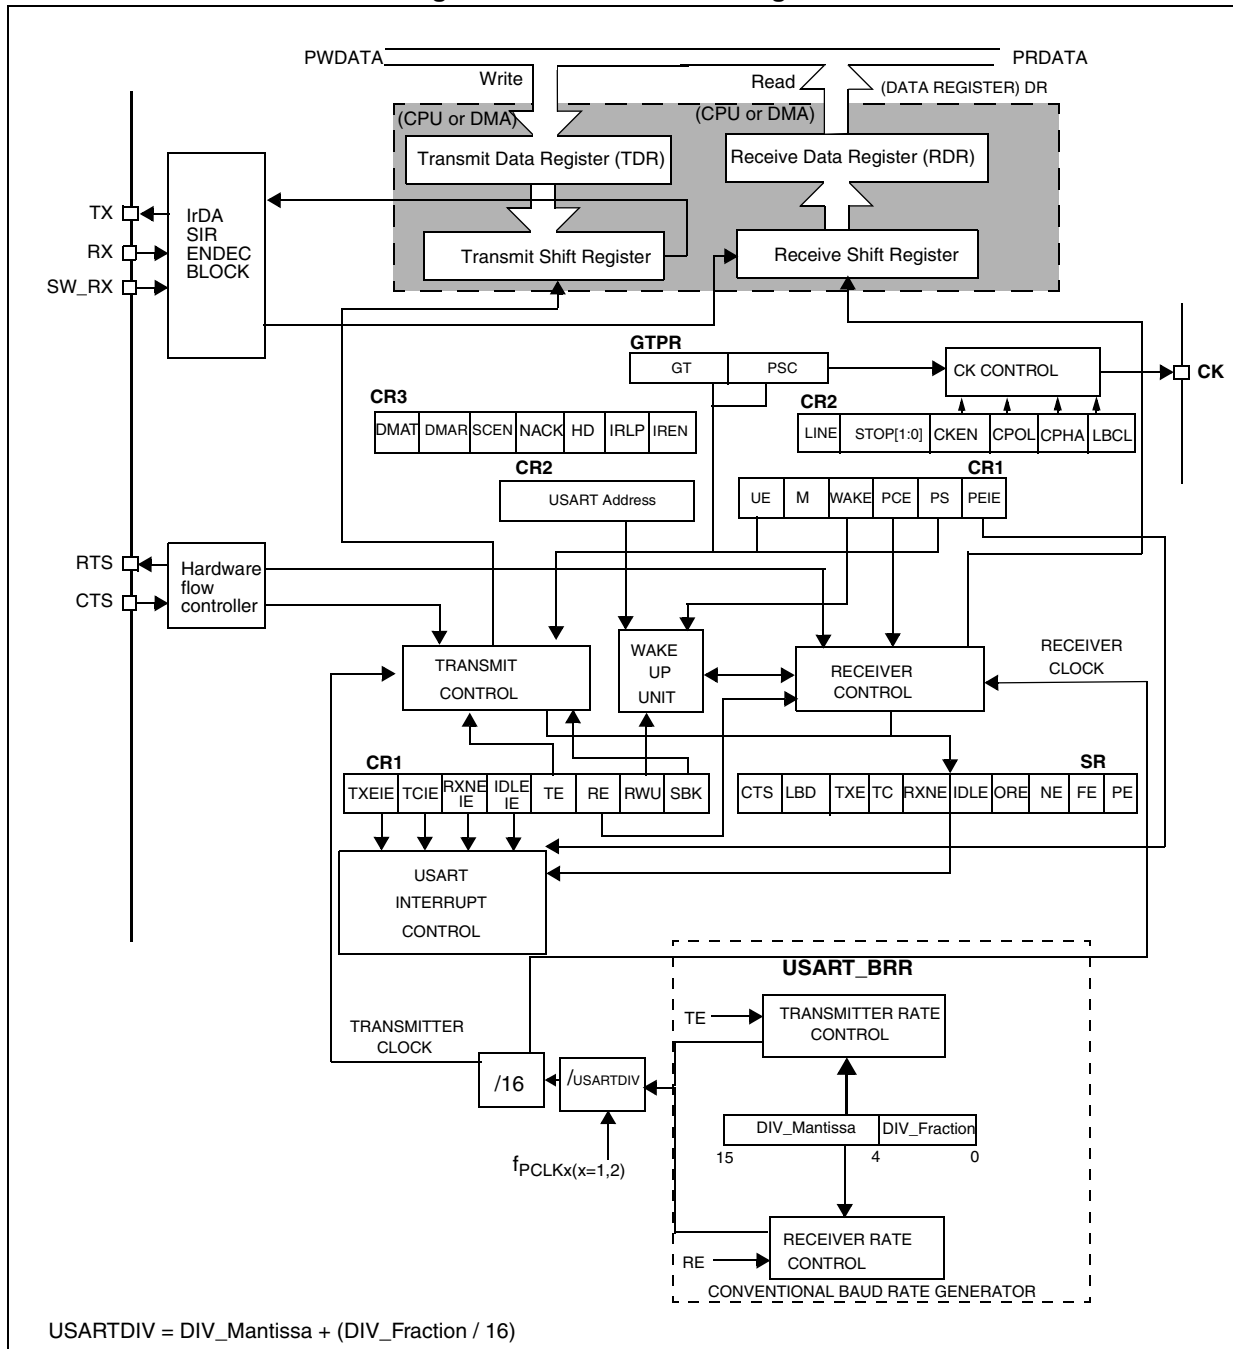 PWDATA
PRDATA
Write
Read
(DATA REGISTER) DR
(CPU or DMA)
(CPU or DMA)
Transmit Data Register (TDR)
Receive Data Register (RDR)
TX
RX
SW_RX
IrDA
SIR
ENDEC
BLOCK
Transmit Shift Register
Receive Shift Register
GTPR
GT
PSC
CK CONTROL
CK
CR3
DMAT DMAR SCEN NACK HD IRLP IREN
CR2
LINE STOP[1:0] CKEN CPOL CPHA LBCL
CR2
USART Address
CR1
UE M WAKE PCE PS PEIE
RTS
CTS
Hardware
flow
controller
TRANSMIT
CONTROL
WAKE
UP
UNIT
RECEIVER
CONTROL
RECEIVER
CLOCK
CR1
TXEIE TCIE RXNE IE IDLE IE TE RE RWU SBK
SR
CTS LBD TXE TC RXNE IDLE ORE NE FE PE
USART
INTERRUPT
CONTROL
USART_BRR
TE
TRANSMITTER RATE
CONTROL
TRANSMITTER
CLOCK
/16
/USARTDIV
fPCLKx(x=1,2)
DIV_Mantissa
DIV_Fraction
15
4
0
RE
RECEIVER RATE
CONTROL
CONVENTIONAL BAUD RATE GENERATOR
USARTDIV = DIV_Mantissa + (DIV_Fraction / 16)